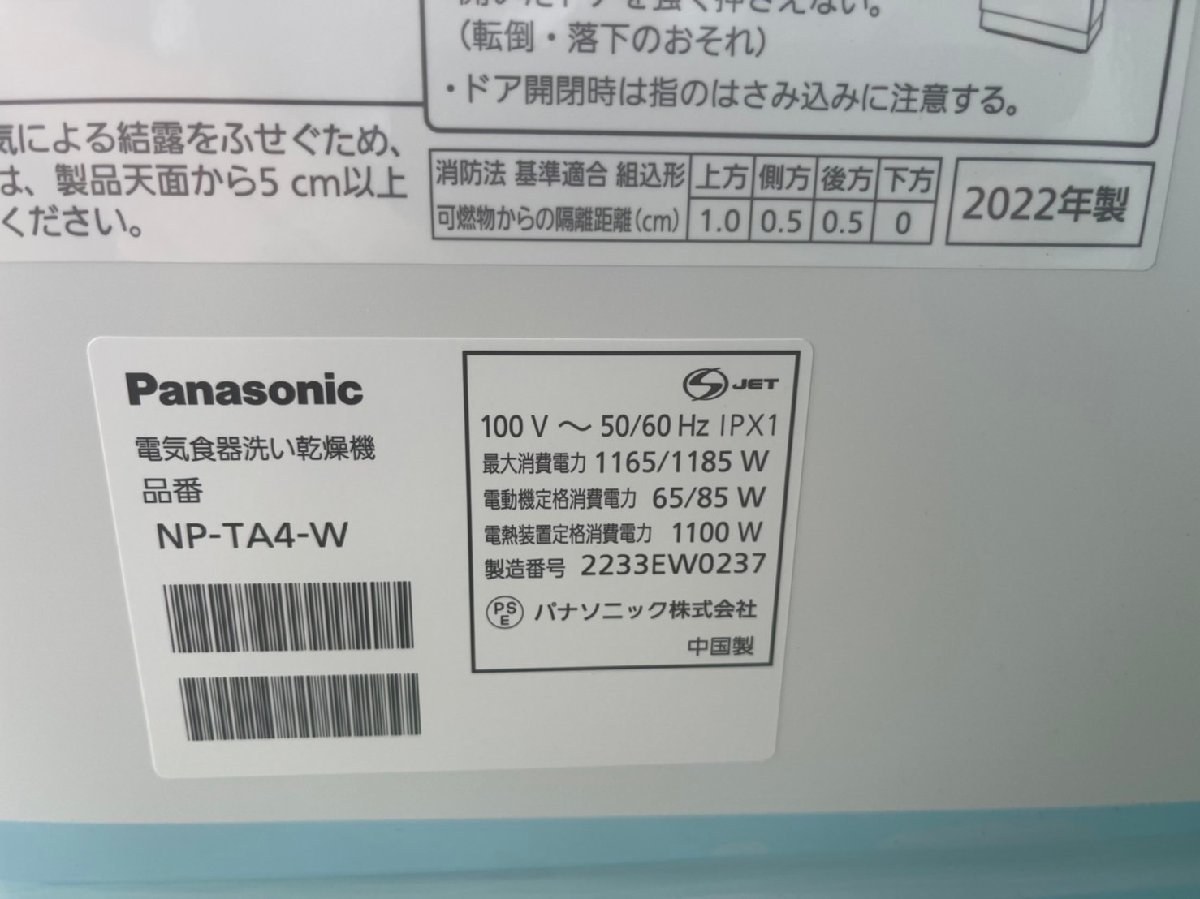 (転倒・落下のおそれ)
・ドア開閉時は指のはさみ込みに注意する。
気による結露をふせぐため、
は、製品天面から5 cm以上
ください。
消防法 基準適合 組込形 上方 側方 後方 下方
可燃物からの隔離距離(cm) 1.0 0.5 0.5 0
2022年製
Panasonic
電気食器洗い乾燥機
品番
NP-TA4-W
S JET
100 V ～ 50/60 Hz IPX1
最大消費電力 1165/1185 W
電動機定格消費電力 65/85 W
電熱装置定格消費電力 1100 W
製造番号 2233EW0237
PSE パナソニック株式会社
中国製